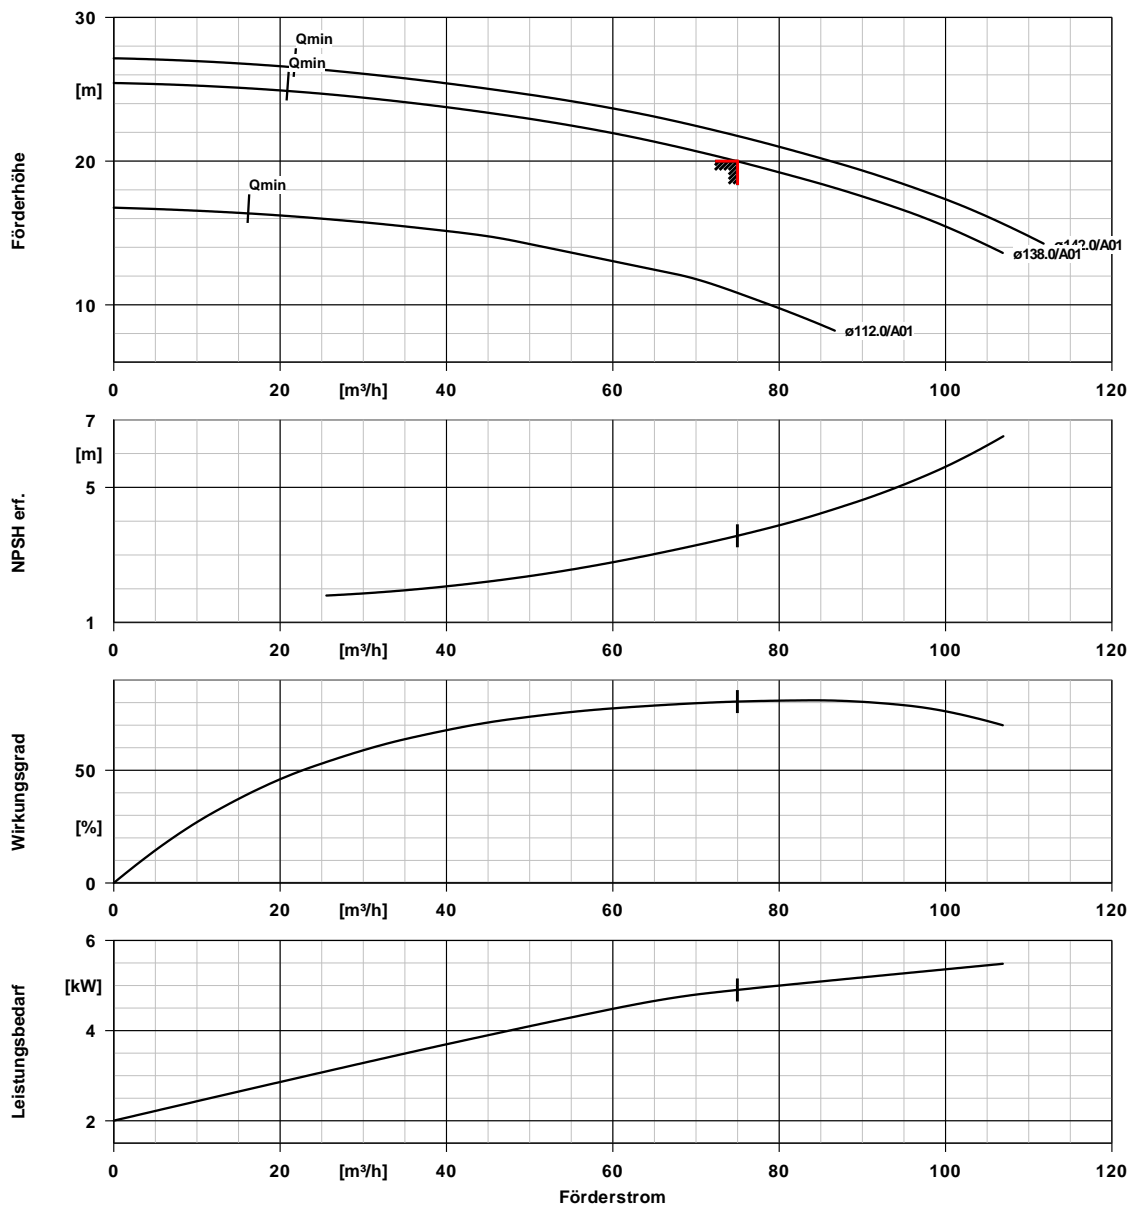 30
Qmin
Qmin
[m]
20
Förderhöhe
Qmin
ø142.0/A01
ø138.0/A01
10
ø112.0/A01
0 20 [m³/h] 40 60 80 100 120
7
[m]
5
NPSH erf.
1
0 20 [m³/h] 40 60 80 100 120
Wirkungsgrad
50
[%]
0
0 20 [m³/h] 40 60 80 100 120
6
[kW]
4
Leistungsbedarf
2
0 20 [m³/h] 40 60 80 100 120
Förderstrom